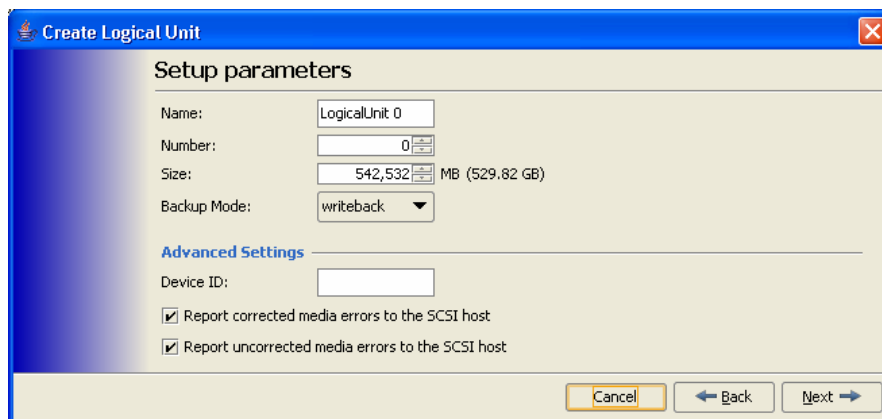 Create Logical Unit
Setup parameters
Name: LogicalUnit 0
Number: 0
Size: 542,532 MB (529.82 GB)
Backup Mode: writeback
Advanced Settings
Device ID:
Report corrected media errors to the SCSI host
Report uncorrected media errors to the SCSI host
Cancel Back Next